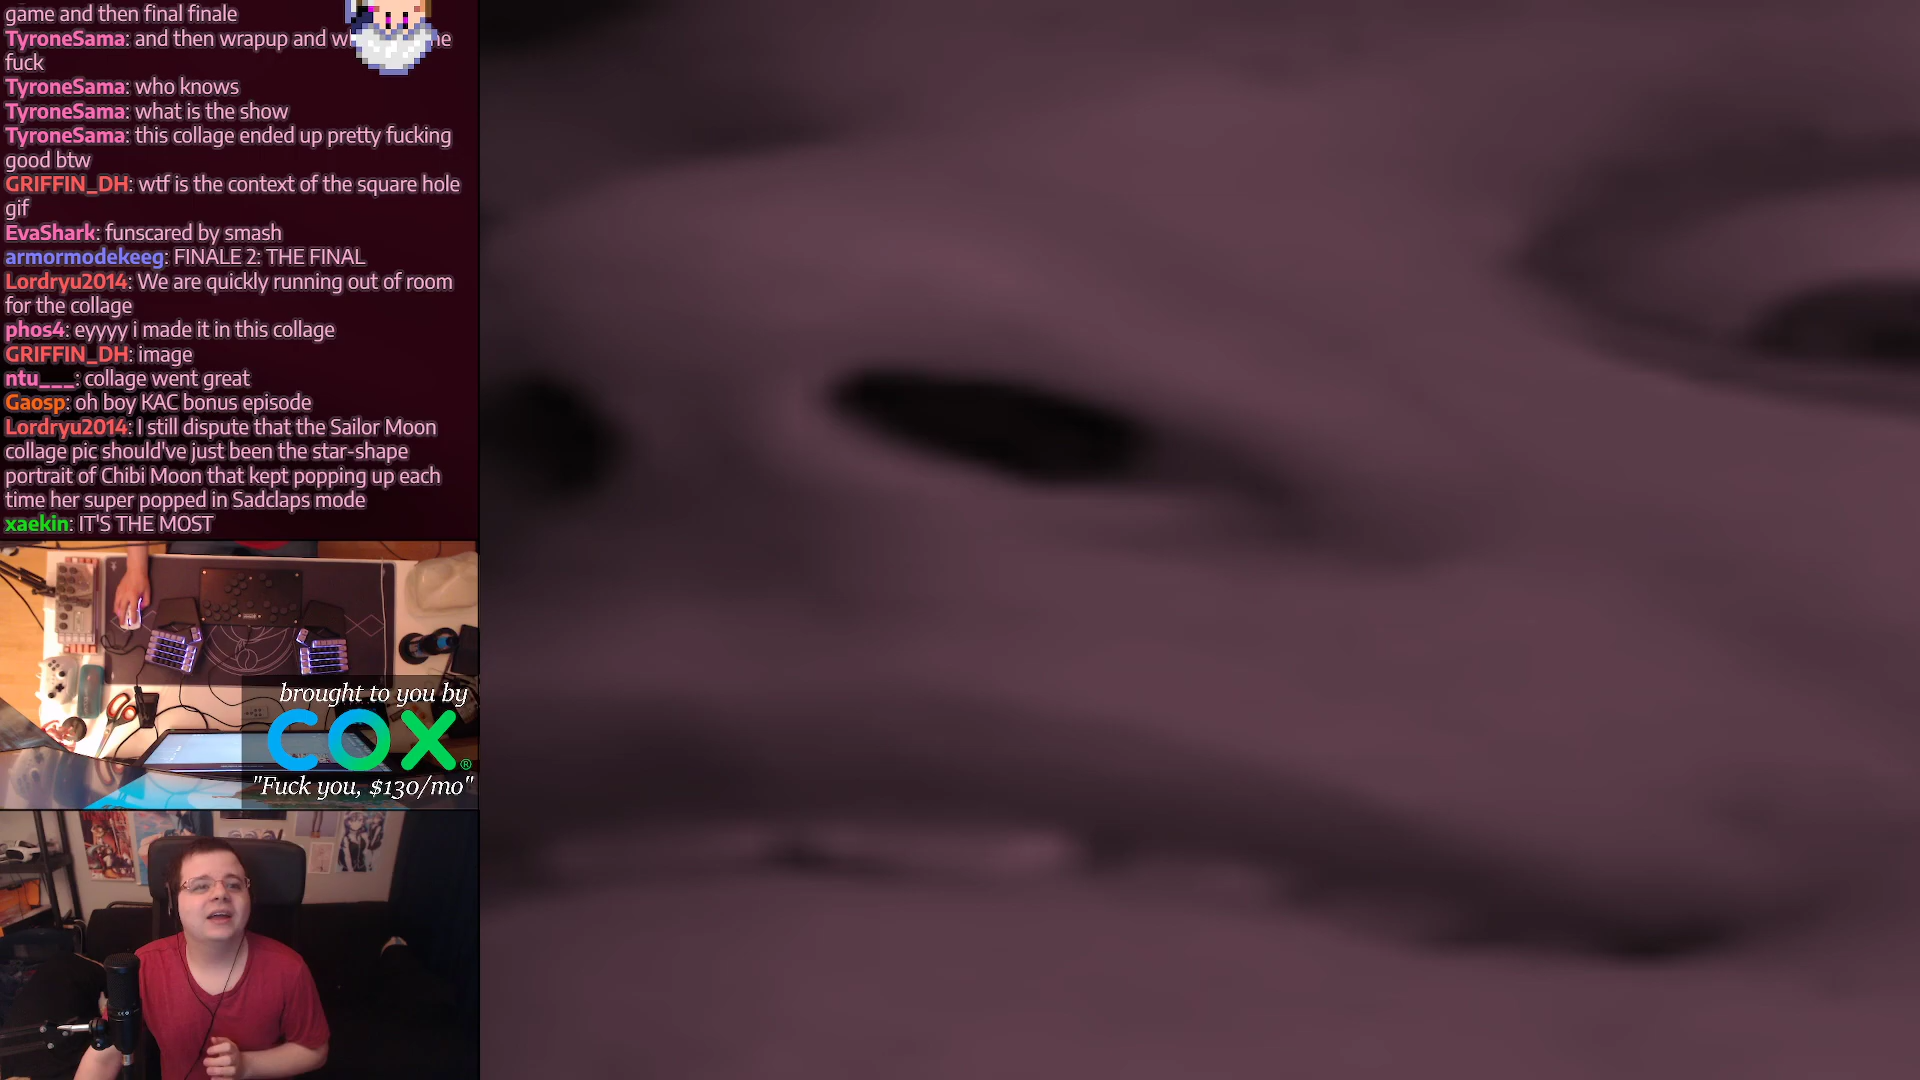 game and then final finale
TyroneSama: and then wrapup and w
fuck
TyroneSama: who knows
TyroneSama: what is the show
TyroneSama: this collage ended up pretty fucking
good btw
GRIFFIN_DH: wtf is the context of the square hole
gif
EvaShark: funscared by smash
armormodekeeg: FINALE 2: THE FINAL
Lordryu2014: We are quickly running out of room
for the collage
phos4: eyyyy i made it in this collage
GRIFFIN_DH: image
ntu___: collage went great
Gaosp: oh boy KAC bonus episode
Lordryu2014: I still dispute that the Sailor Moon
collage pic should've just been the star-shape
portrait of Chibi Moon that kept popping up each
time her super popped in Sadclaps mode
xaekin: IT'S THE MOST
brought to you by
COX®
"Fuck you, $130/mo"